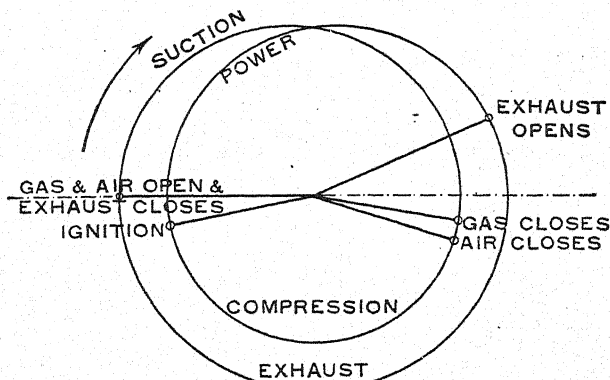 SUCTION
POWER
EXHAUST
OPENS
GAS & AIR OPEN &
EXHAUST CLOSES
IGNITION
GAS CLOSES
AIR CLOSES
COMPRESSION
EXHAUST